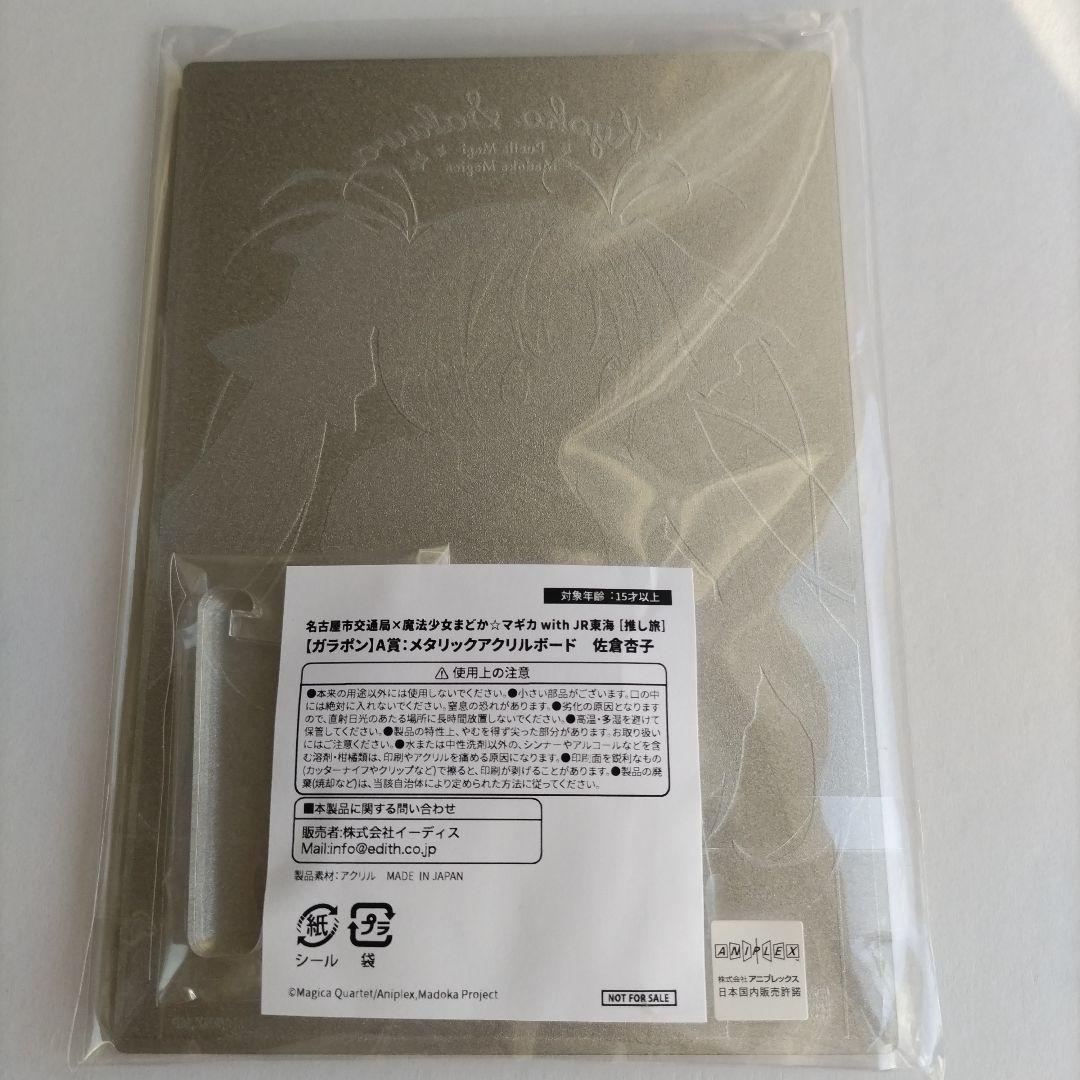 Kyoko Sakura
Puella Magi
Madoka Magica
対象年齢:15才以上
名古屋市交通局×魔法少女まどか☆マギカ with JR東海 [推し旅]
【ガラポン】A賞:メタリックアクリルボード 佐倉杏子
⚠使用上の注意
●本来の用途以外には使用しないでください。●小さい部品がございます。口の中
には絶対に入れないでください。窒息の恐れがあります。●劣化の原因となります
ので、直射日光のあたる場所に長時間放置しないでください。●高温・多湿を避けて
保管してください。●製品の特性上、やむを得ず尖った部分があります。お取り扱い
にはご注意ください。●水または中性洗剤以外の、シンナーやアルコールなどを含
む溶剤・柑橘類は、印刷やアクリルを痛める原因になります。●印刷面を鋭利なもの
(カッターナイフやクリップなど)で擦ると、印刷が剥げることがあります。●製品の廃
棄(焼却など)は、当該自治体により定められた方法に従ってください。
■本製品に関する問い合わせ
販売者:株式会社イーディス
Mail:info@edith.co.jp
製品素材:アクリル MADE IN JAPAN
紙 プラ
シール 袋
©Magica Quartet/Aniplex,Madoka Project
NOT FOR SALE
ANIPLEX
株式会社アニプレックス
日本国内販売許諾